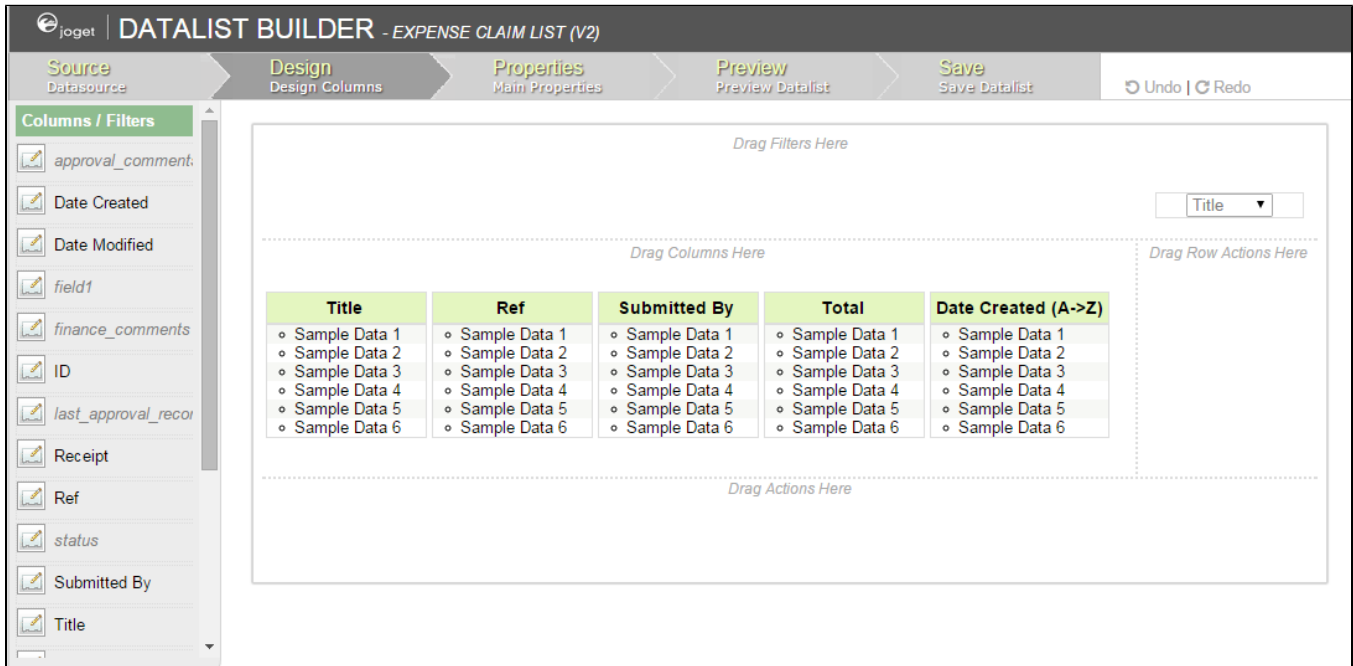 joget | DATALIST BUILDER - EXPENSE CLAIM LIST (V2)
Source
Datasource
Design
Design Columns
Properties
Main Properties
Preview
Preview Datalist
Save
Save Datalist
Undo | Redo
Columns / Filters
approval_comment
Date Created
Date Modified
field1
finance_comments
ID
last_approval_reco
Receipt
Ref
status
Submitted By
Title
Drag Filters Here
Title
Drag Columns Here
Drag Row Actions Here
Title Ref Submitted By Total Date Created (A->Z)
Sample Data 1 Sample Data 1 Sample Data 1 Sample Data 1 Sample Data 1
Sample Data 2 Sample Data 2 Sample Data 2 Sample Data 2 Sample Data 2
Sample Data 3 Sample Data 3 Sample Data 3 Sample Data 3 Sample Data 3
Sample Data 4 Sample Data 4 Sample Data 4 Sample Data 4 Sample Data 4
Sample Data 5 Sample Data 5 Sample Data 5 Sample Data 5 Sample Data 5
Sample Data 6 Sample Data 6 Sample Data 6 Sample Data 6 Sample Data 6
Drag Actions Here